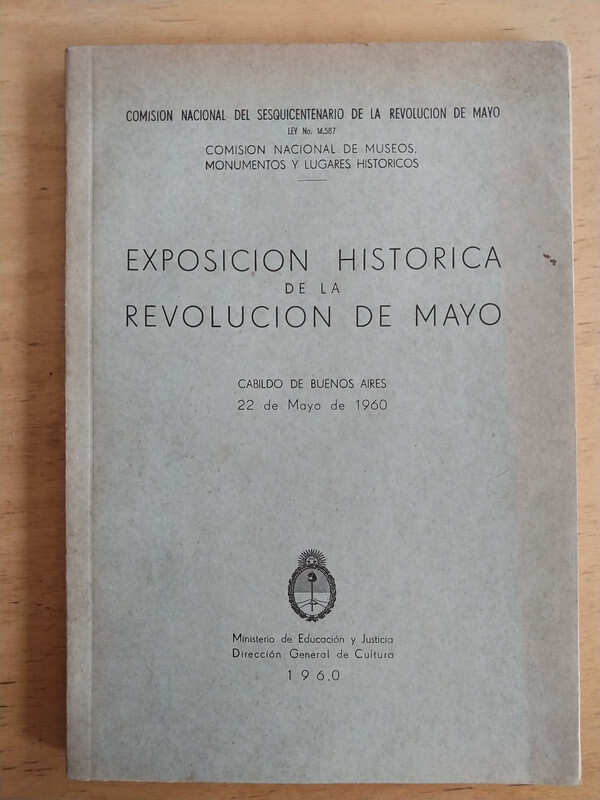 COMISION NACIONAL DEL SESQUICENTENARIO DE LA REVOLUCION DE MAYO
LEY No. 14.587
COMISION NACIONAL DE MUSEOS,
MONUMENTOS Y LUGARES HISTORICOS
EXPOSICION HISTORICA
DE LA
REVOLUCION DE MAYO
CABILDO DE BUENOS AIRES
22 de Mayo de 1960
Ministerio de Educación y Justicia
Dirección General de Cultura
1960